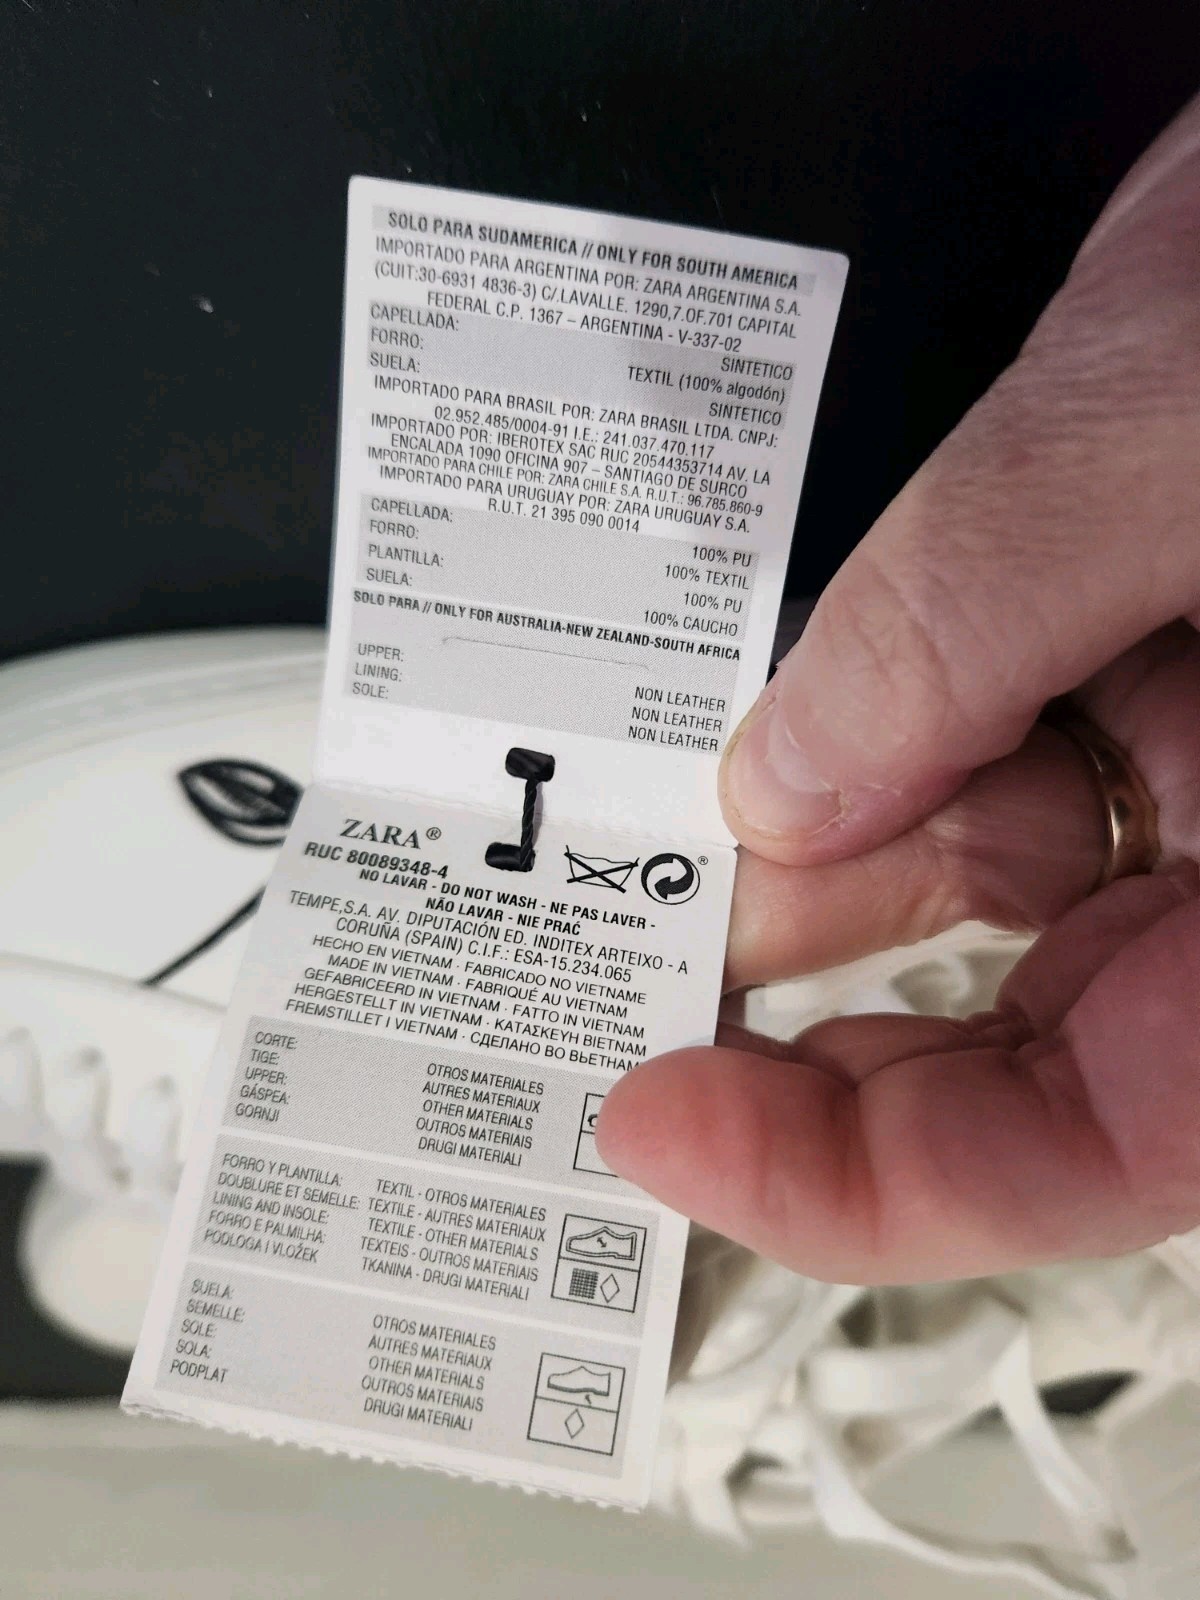 SOLO PARA SUDAMERICA // ONLY FOR SOUTH AMERICA
IMPORTADO PARA ARGENTINA POR: ZARA ARGENTINA S.A.
(CUIT:30-6931 4836-3) C/.LAVALLE. 1290,7.OF.701 CAPITAL
FEDERAL C.P. 1367 – ARGENTINA - V-337-02
CAPELLADA: SINTETICO
FORRO: TEXTIL (100% algodón)
SUELA: SINTETICO
IMPORTADO PARA BRASIL POR: ZARA BRASIL LTDA. CNPJ:
02.952.485/0004-91 I.E.: 241.037.470.117
IMPORTADO POR: IBEROTEX SAC RUC 20544353714 AV. LA
ENCALADA 1090 OFICINA 907 – SANTIAGO DE SURCO
IMPORTADO PARA CHILE POR: ZARA CHILE S.A. R.U.T.: 96.785.860-9
IMPORTADO PARA URUGUAY POR: ZARA URUGUAY S.A.
R.U.T. 21 395 090 0014
CAPELLADA: 100% PU
FORRO: 100% TEXTIL
PLANTILLA: 100% PU
SUELA: 100% CAUCHO
SOLO PARA // ONLY FOR AUSTRALIA-NEW ZEALAND-SOUTH AFRICA
UPPER: NON LEATHER
LINING: NON LEATHER
SOLE: NON LEATHER
ZARA®
RUC 80089348-4
®
NO LAVAR - DO NOT WASH - NE PAS LAVER -
NÃO LAVAR - NIE PRAĆ
TEMPE,S.A. AV. DIPUTACIÓN ED. INDITEX ARTEIXO - A
CORUÑA (SPAIN) C.I.F.: ESA-15.234.065
HECHO EN VIETNAM · FABRICADO NO VIETNAME
MADE IN VIETNAM · FABRIQUÉ AU VIETNAM
GEFABRICEERD IN VIETNAM · FATTO IN VIETNAM
HERGESTELLT IN VIETNAM · ΚΑΤΑΣΚΕΥΗ ΒΙΕΤΝΑΜ
FREMSTILLET I VIETNAM · СДЕЛАНО ВО ВЬЕТНАМ
CORTE: OTROS MATERIALES
TIGE: AUTRES MATERIAUX
UPPER: OTHER MATERIALS
GÁSPEA: OUTROS MATERIAIS
GORNJI DRUGI MATERIALI
FORRO Y PLANTILLA: TEXTIL - OTROS MATERIALES
DOUBLURE ET SEMELLE: TEXTILE - AUTRES MATERIAUX
LINING AND INSOLE: TEXTILE - OTHER MATERIALS
FORRO E PALMILHA: TEXTEIS - OUTROS MATERIAIS
PODLOGA I VLOŽEK TKANINA - DRUGI MATERIALI
SUELA: OTROS MATERIALES
SEMELLE: AUTRES MATERIAUX
SOLE: OTHER MATERIALS
SOLA: OUTROS MATERIAIS
PODPLAT DRUGI MATERIALI